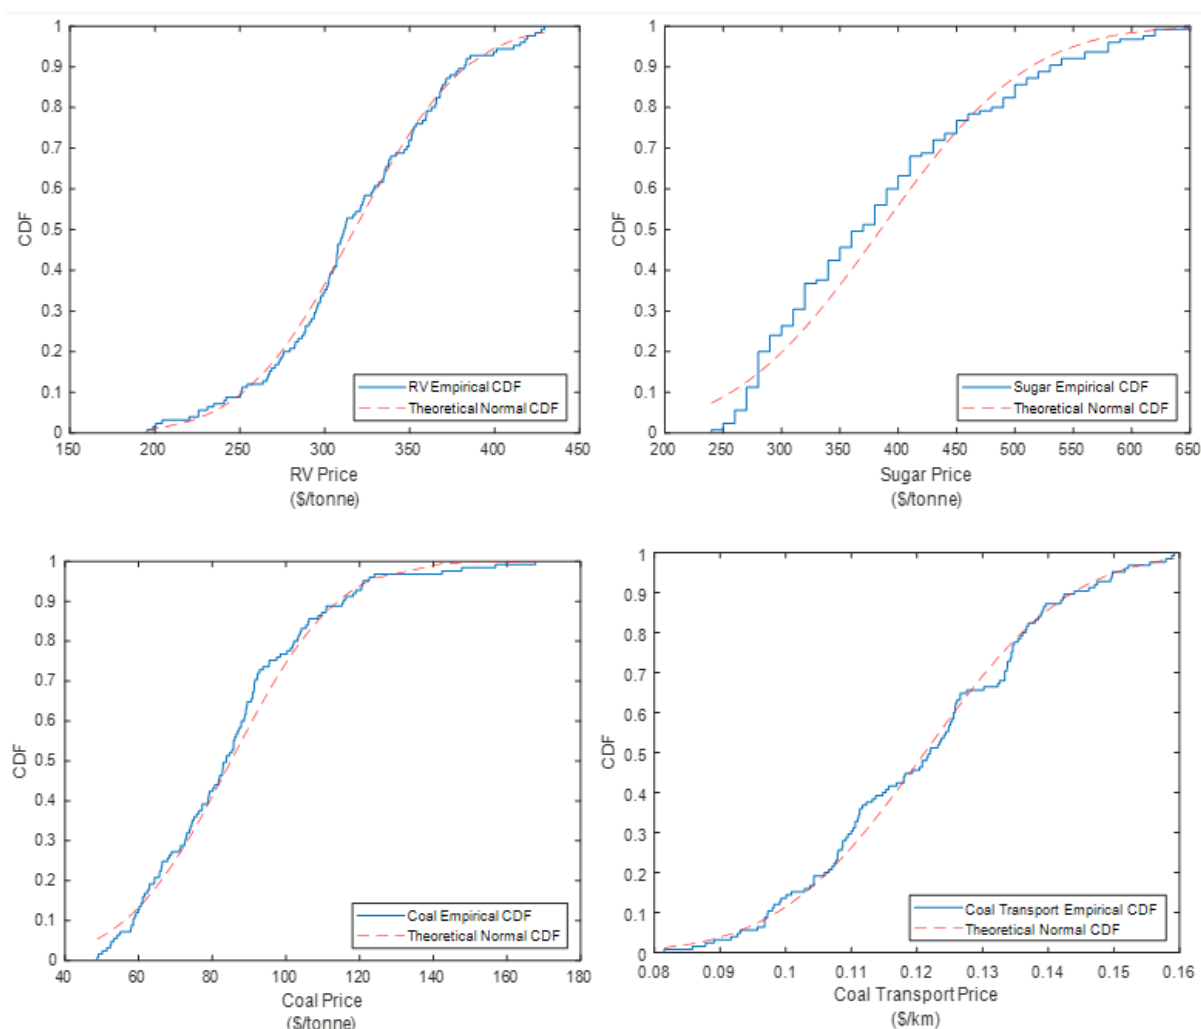 1
0.9
0.8
0.7
0.6
0.5
0.4
0.3
0.2
0.1
0
CDF
RV Empirical CDF
Theoretical Normal CDF
150 200 250 300 350 400 450
RV Price
($/tonne)
1
0.9
0.8
0.7
0.6
0.5
0.4
0.3
0.2
0.1
0
CDF
Sugar Empirical CDF
Theoretical Normal CDF
200 250 300 350 400 450 500 550 600 650
Sugar Price
($/tonne)
1
0.9
0.8
0.7
0.6
0.5
0.4
0.3
0.2
0.1
0
CDF
Coal Empirical CDF
Theoretical Normal CDF
40 60 80 100 120 140 160 180
Coal Price
($/tonne)
1
0.9
0.8
0.7
0.6
0.5
0.4
0.3
0.2
0.1
0
CDF
Coal Transport Empirical CDF
Theoretical Normal CDF
0.08 0.09 0.1 0.11 0.12 0.13 0.14 0.15 0.16
Coal Transport Price
($/km)